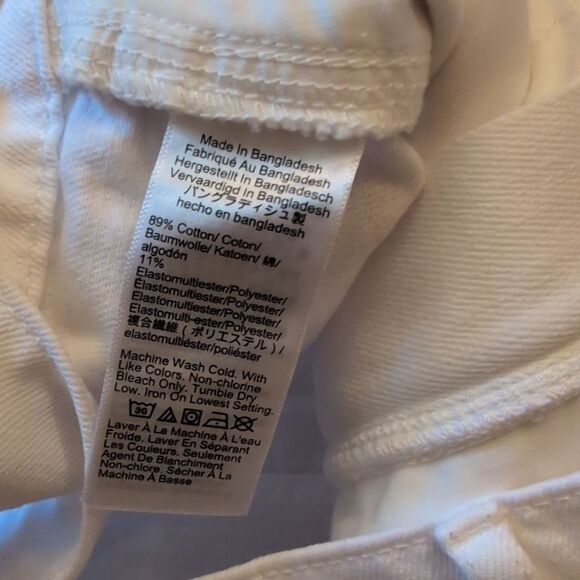 Made In Bangladesh
Fabriqué Au Bangladesh
Hergestellt In Bangladesch
Vervaardigd In Bangladesh
バングラディシュ製
hecho en bangladesh
89% Cotton/ Coton/
Baumwolle/ Katoen/ 綿/
algodón
11%
Elastomultiester/Polyester/
Élastomultiester/Polyester/
Elastomultiester/Polyester/
Elastomulti-ester/Polyester/
複合繊維 ( ポリエステル ) /
elastomultiéster/poliéster
Machine Wash Cold. With
Like Colors. Non-chlorine
Bleach Only. Tumble Dry
Low. Iron On Lowest Setting.
30
Laver À La Machine À L'eau
Froide. Laver En Séparant
Les Couleurs. Seulement
Agent De Blanchiment
Non-chlore. Sécher À La
Machine À Basse